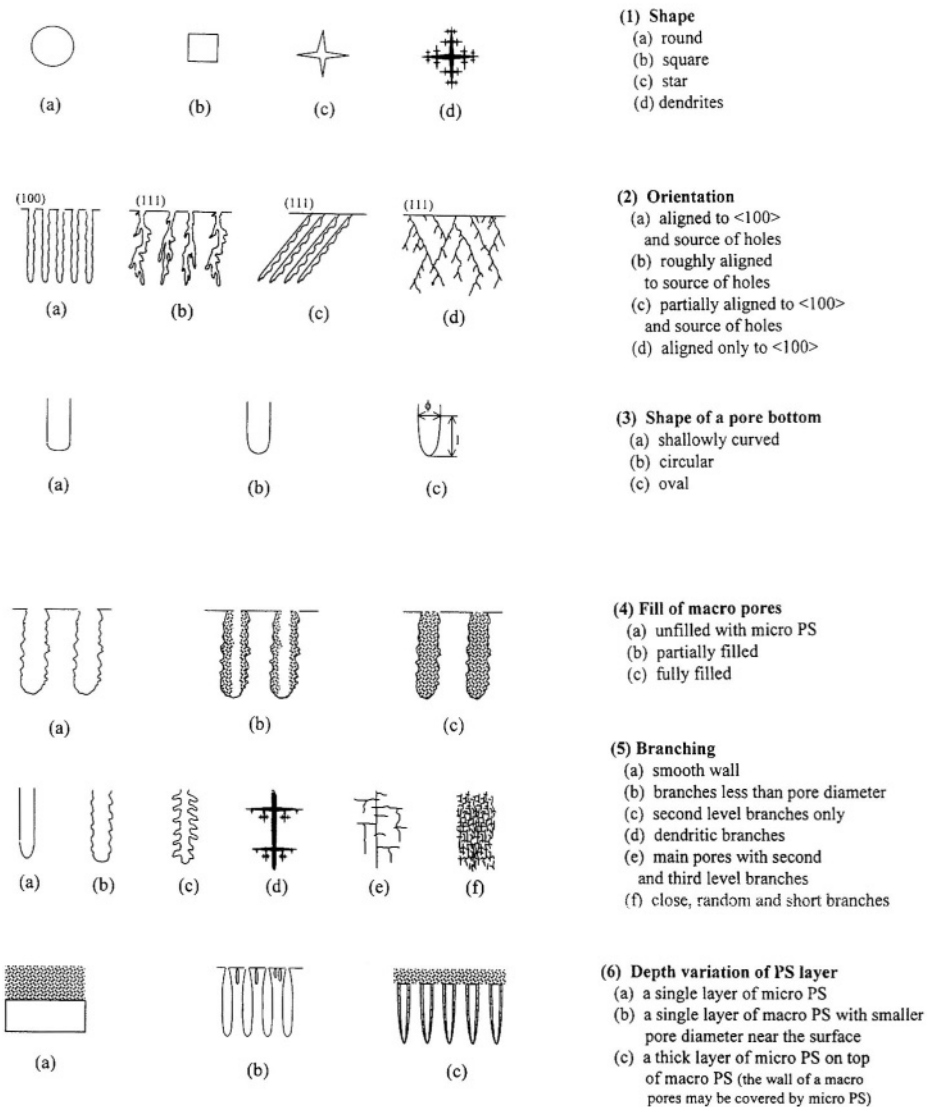 (1) Shape
(a) round
(b) square
(c) star
(d) dendrites
(a)
(b)
(c)
(d)
(2) Orientation
(a) aligned to <100>
and source of holes
(b) roughly aligned
to source of holes
(c) partially aligned to <100>
and source of holes
(d) aligned only to <100>
(100)
(111)
(111)
(111)
(a)
(b)
(c)
(d)
(3) Shape of a pore bottom
(a) shallowly curved
(b) circular
(c) oval
ϕ
l
(a)
(b)
(c)
(4) Fill of macro pores
(a) unfilled with micro PS
(b) partially filled
(c) fully filled
(a)
(b)
(c)
(5) Branching
(a) smooth wall
(b) branches less than pore diameter
(c) second level branches only
(d) dendritic branches
(e) main pores with second
and third level branches
(f) close, random and short branches
(a)
(b)
(c)
(d)
(e)
(f)
(6) Depth variation of PS layer
(a) a single layer of micro PS
(b) a single layer of macro PS with smaller
pore diameter near the surface
(c) a thick layer of micro PS on top
of macro PS (the wall of a macro
pores may be covered by micro PS)
(a)
(b)
(c)